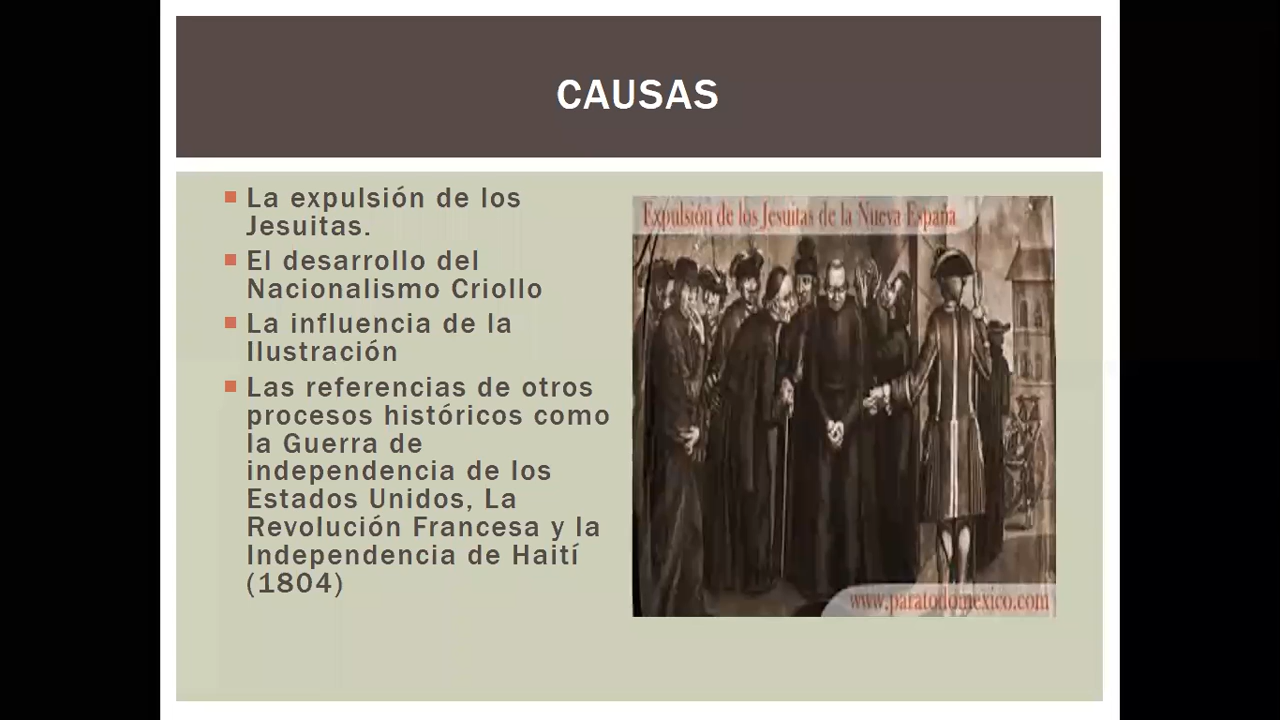 CAUSAS
La expulsión de los
Jesuitas.
El desarrollo del
Nacionalismo Criollo
La influencia de la
Ilustración
Las referencias de otros
procesos históricos como
la Guerra de
independencia de los
Estados Unidos, La
Revolución Francesa y la
Independencia de Haití
(1804)
Expulsión de los Jesuitas de la Nueva España
www.paratodomexico.com